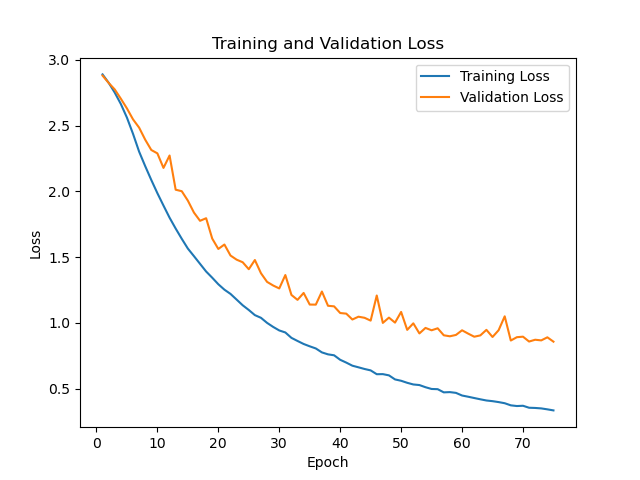 Training and Validation Loss
Training Loss
Validation Loss
3.0
2.5
2.0
1.5
1.0
0.5
Loss
0 10 20 30 40 50 60 70
Epoch